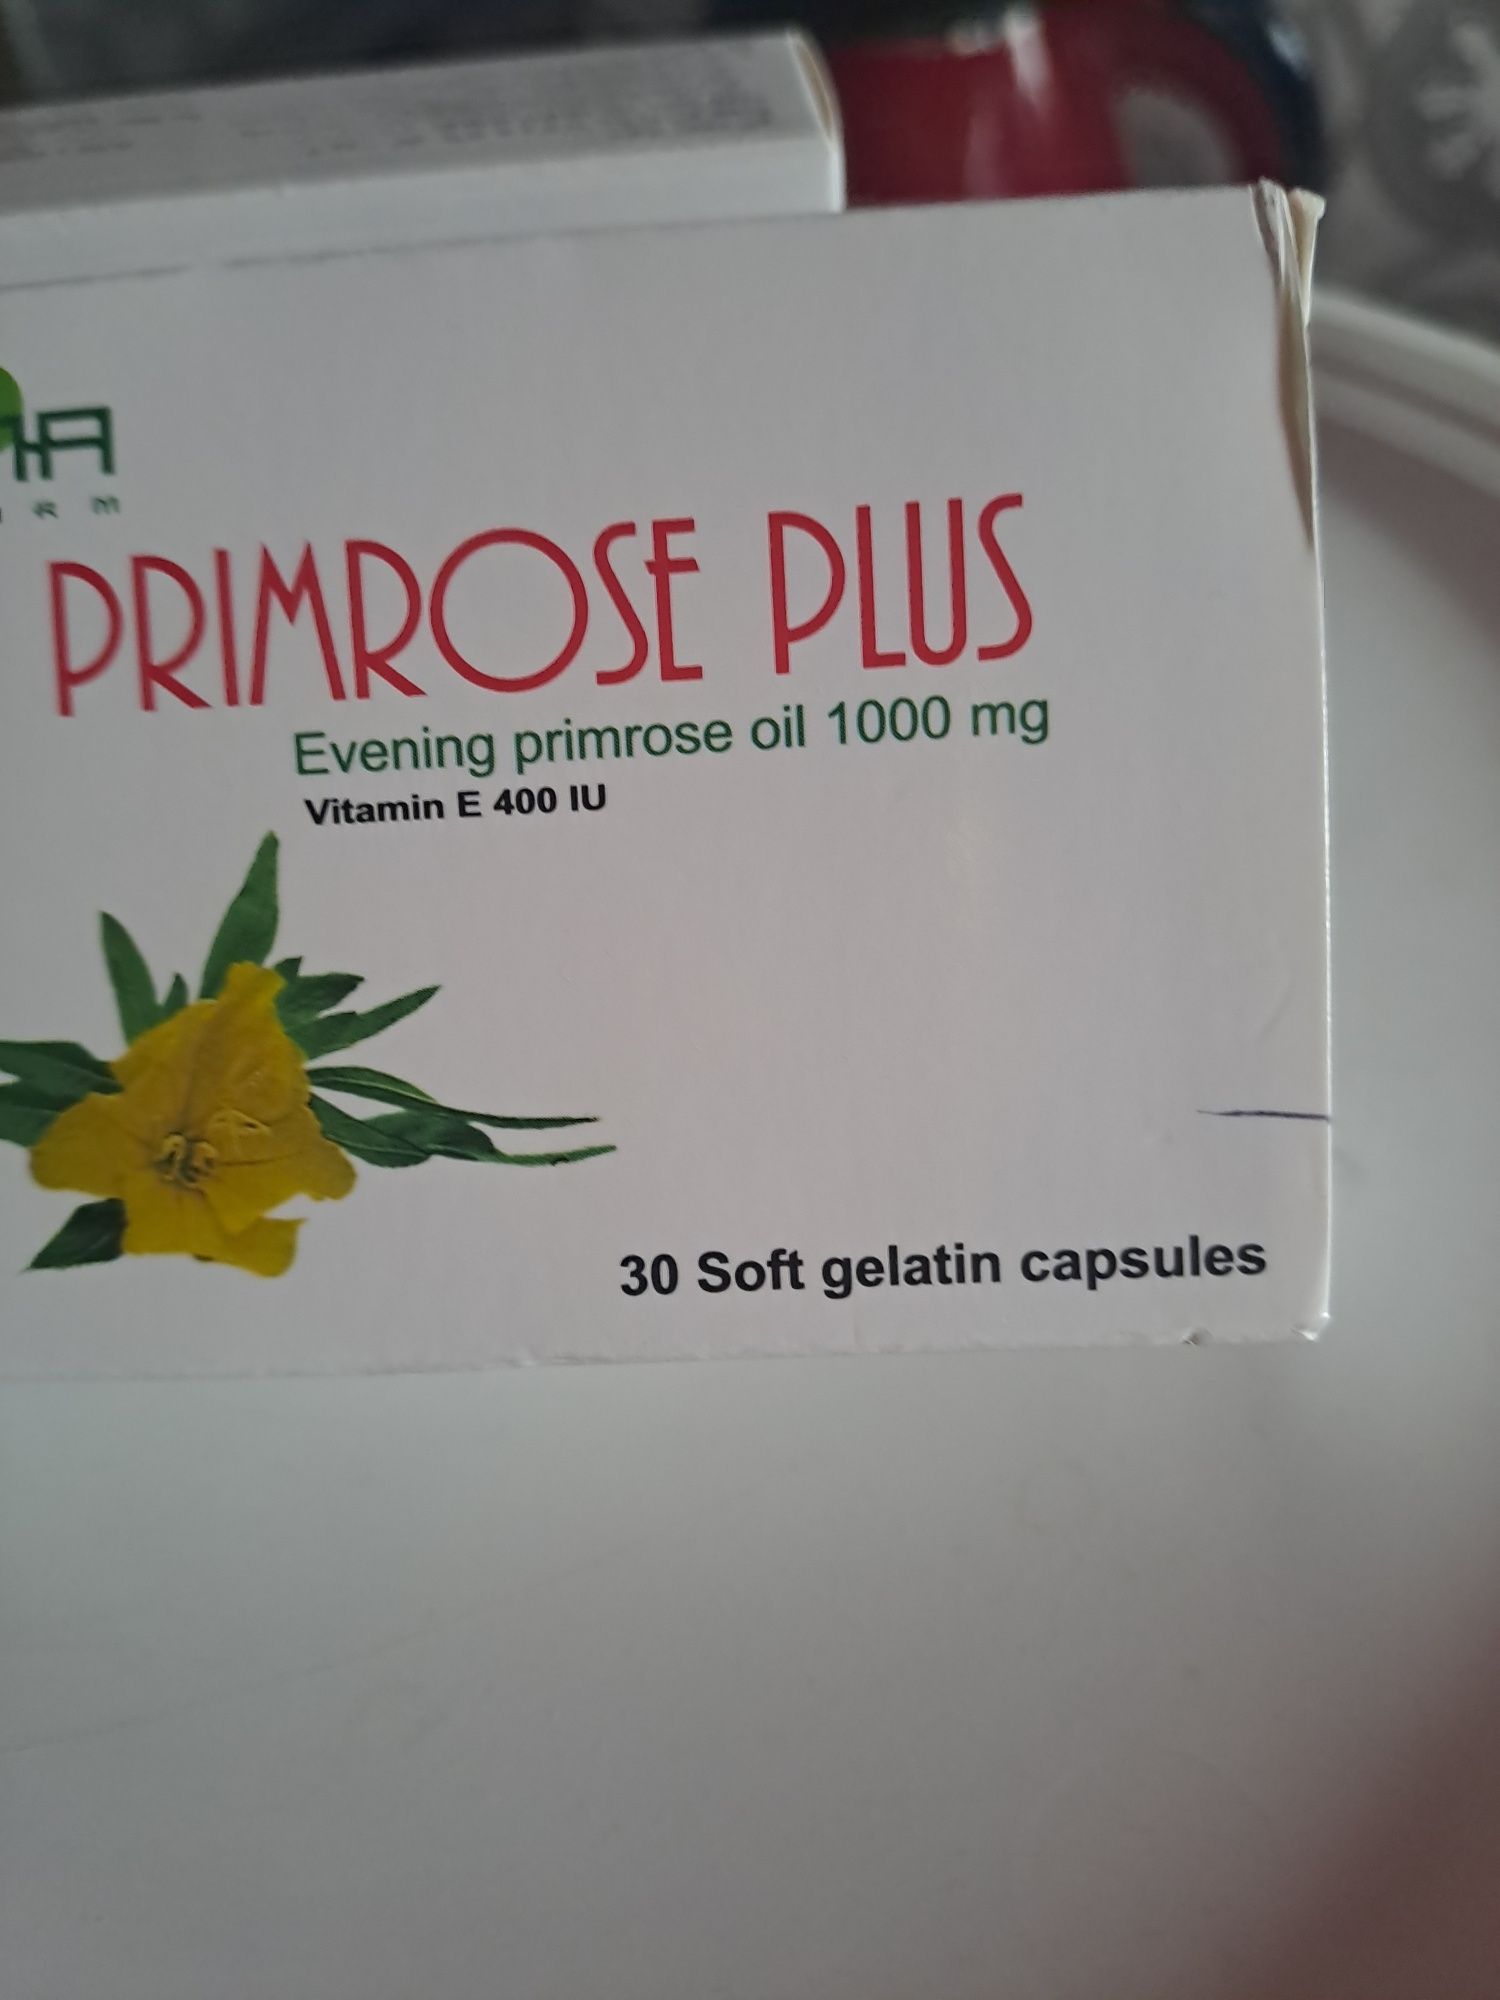 PRIMROSE PLUS
Evening primrose oil 1000 mg
Vitamin E 400 IU
30 Soft gelatin capsules